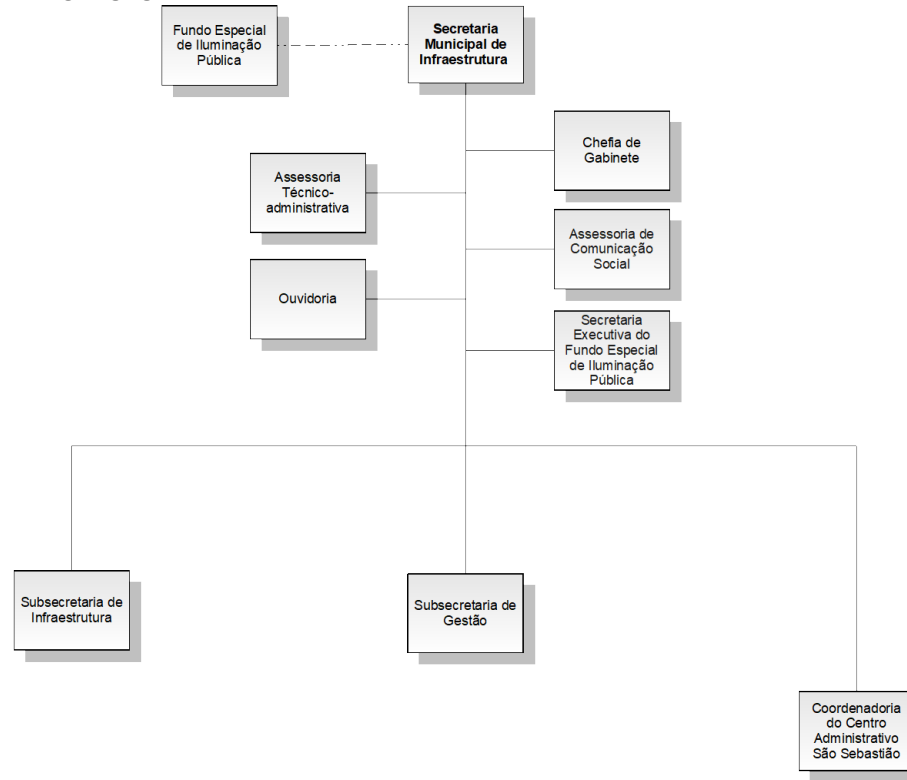 Fundo Especial
de Iluminação
Pública
Secretaria
Municipal de
Infraestrutura
Chefia de
Gabinete
Assessoria
Técnico-
administrativa
Assessoria de
Comunicação
Social
Ouvidoria
Secretaria
Executiva do
Fundo Especial
de Iluminação
Pública
Subsecretaria de
Infraestrutura
Subsecretaria de
Gestão
Coordenadoria
do Centro
Administrativo
São Sebastião